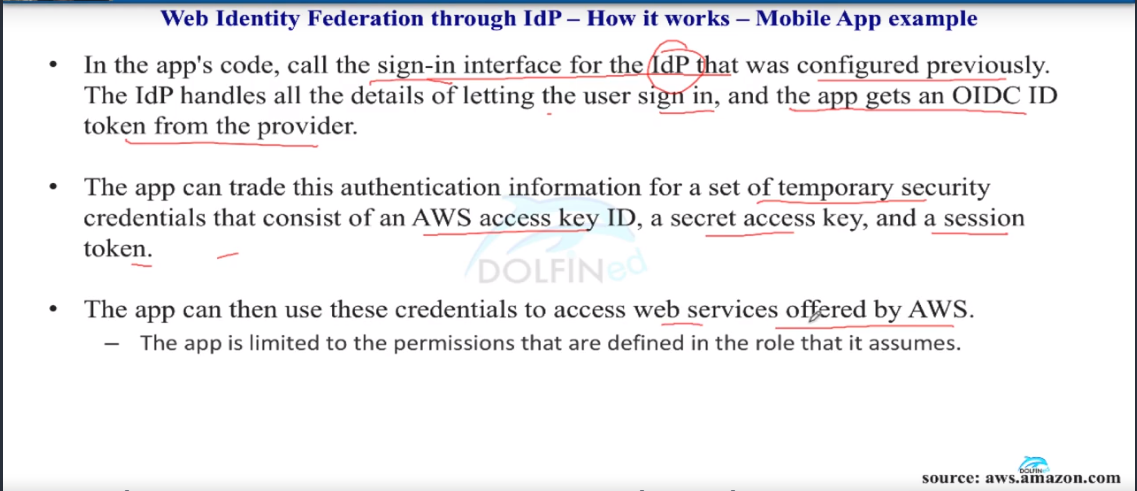 Web Identity Federation through IdP – How it works – Mobile App example
• In the app's code, call the sign-in interface for the IdP that was configured previously.
The IdP handles all the details of letting the user sign in, and the app gets an OIDC ID
token from the provider.
• The app can trade this authentication information for a set of temporary security
credentials that consist of an AWS access key ID, a secret access key, and a session
token.
DOLFINed
• The app can then use these credentials to access web services offered by AWS.
– The app is limited to the permissions that are defined in the role that it assumes.
DOLFINed
source: aws.amazon.com